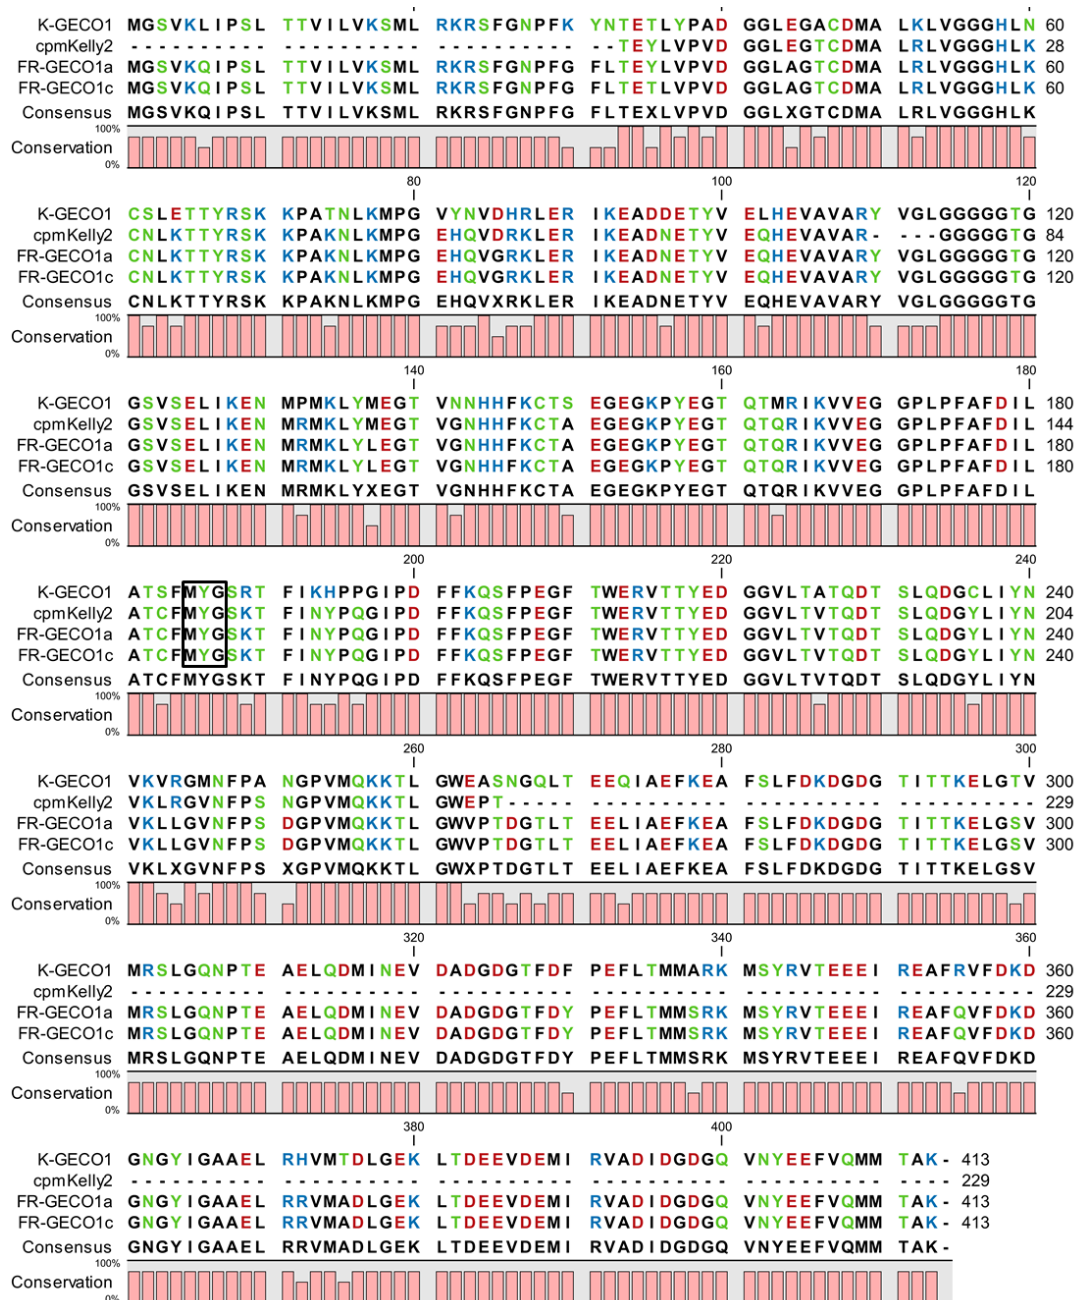 K-GECO1 MGSVKLIPSL TTVILVKSML RKRSFGNPFK YNTETLYPAD GGLEGACDMA LKLVGGGHLN 60
cpmKelly2 - - - - - - - - - - - - - - - - - - - - - - - - - - - - - - - - TEYLVPVD GGLEGTCDMA LRLVGGGHLK 28
FR-GECO1a MGSVKQIPSL TTVILVKSML RKRSFGNPFG FLTEYLVPVD GGLAGTCDMA LRLVGGGHLK 60
FR-GECO1c MGSVKQIPSL TTVILVKSML RKRSFGNPFG FLTETLVPVD GGLAGTCDMA LRLVGGGHLK 60
Consensus MGSVKQIPSL TTVILVKSML RKRSFGNPFG FLTEXLVPVD GGLXGTCDMA LRLVGGGHLK
100%
Conservation
0%
80 100 120
K-GECO1 CSLETTYRSK KPATNLKMPG VYNVDHRLER IKEADDETYV ELHEVAVARY VGLGGGGGTG 120
cpmKelly2 CNLKTTYRSK KPAKNLKMPG EHQVDRKLER IKEADNETYV EQHEVAVAR- - - -GGGGGTG 84
FR-GECO1a CNLKTTYRSK KPAKNLKMPG EHQVGRKLER IKEADNETYV EQHEVAVARY VGLGGGGGTG 120
FR-GECO1c CNLKTTYRSK KPAKNLKMPG EHQVGRKLER IKEADNETYV EQHEVAVARY VGLGGGGGTG 120
Consensus CNLKTTYRSK KPAKNLKMPG EHQVXRKLER IKEADNETYV EQHEVAVARY VGLGGGGGTG
100%
Conservation
0%
140 160 180
K-GECO1 GSVSELIKEN MPMKLYMEGT VNNHHFKCTS EGEGKPYEGT QTMRIKVVEG GPLPFAFDIL 180
cpmKelly2 GSVSELIKEN MRMKLYMEGT VGNHHFKCTA EGEGKPYEGT QTQRIKVVEG GPLPFAFDIL 144
FR-GECO1a GSVSELIKEN MRMKLYLEGT VGNHHFKCTA EGEGKPYEGT QTQRIKVVEG GPLPFAFDIL 180
FR-GECO1c GSVSELIKEN MRMKLYLEGT VGNHHFKCTA EGEGKPYEGT QTQRIKVVEG GPLPFAFDIL 180
Consensus GSVSELIKEN MRMKLYXEGT VGNHHFKCTA EGEGKPYEGT QTQRIKVVEG GPLPFAFDIL
100%
Conservation
0%
200 220 240
K-GECO1 ATSFMYGSRT FIKHPPGIPD FFKQSFPEGF TWERVTTYED GGVLTATQDT SLQDGCLIYN 240
cpmKelly2 ATCFMYGSKT FINYPQGIPD FFKQSFPEGF TWERVTTYED GGVLTVTQDT SLQDGYLIYN 204
FR-GECO1a ATCFMYGSKT FINYPQGIPD FFKQSFPEGF TWERVTTYED GGVLTVTQDT SLQDGYLIYN 240
FR-GECO1c ATCFMYGSKT FINYPQGIPD FFKQSFPEGF TWERVTTYED GGVLTVTQDT SLQDGYLIYN 240
Consensus ATCFMYGSKT FINYPQGIPD FFKQSFPEGF TWERVTTYED GGVLTVTQDT SLQDGYLIYN
100%
Conservation
0%
260 280 300
K-GECO1 VKVRGMNFPA NGPVMQKKTL GWEASNGQLT EEQIAEFKEA FSLFDKDGDG TITTKELGTV 300
cpmKelly2 VKLRGVNFPS NGPVMQKKTL GWEPT- - - - - - - - - - - - - - - - - - - - - - - - - - - - - - - - - - - 229
FR-GECO1a VKLLGVNFPS DGPVMQKKTL GWVPTDGTLT EELIAEFKEA FSLFDKDGDG TITTKELGSV 300
FR-GECO1c VKLLGVNFPS DGPVMQKKTL GWVPTDGTLT EELIAEFKEA FSLFDKDGDG TITTKELGSV 300
Consensus VKLXGVNFPS XGPVMQKKTL GWXPTDGTLT EELIAEFKEA FSLFDKDGDG TITTKELGSV
100%
Conservation
0%
320 340 360
K-GECO1 MRSLGQNPTE AELQDMINEV DADGDGTFDF PEFLTMMARK MSYRVTEEEI REAFRVFDKD 360
cpmKelly2 - - - - - - - - - - - - - - - - - - - - - - - - - - - - - - - - - - - - - - - - - - - - - - - - - - - - - - - - - - - - 229
FR-GECO1a MRSLGQNPTE AELQDMINEV DADGDGTFDY PEFLTMMSRK MSYRVTEEEI REAFQVFDKD 360
FR-GECO1c MRSLGQNPTE AELQDMINEV DADGDGTFDY PEFLTMMSRK MSYRVTEEEI REAFQVFDKD 360
Consensus MRSLGQNPTE AELQDMINEV DADGDGTFDY PEFLTMMSRK MSYRVTEEEI REAFQVFDKD
100%
Conservation
0%
380 400
K-GECO1 GNGYIGAAEL RHVMTDLGEK LTDEEVDEMI RVADIDGDGQ VNYEEFVQMM TAK- 413
cpmKelly2 - - - - - - - - - - - - - - - - - - - - - - - - - - - - - - - - - - - - - - - - - - - - - - - - - - - - - - 229
FR-GECO1a GNGYIGAAEL RRVMADLGEK LTDEEVDEMI RVADIDGDGQ VNYEEFVQMM TAK- 413
FR-GECO1c GNGYIGAAEL RRVMADLGEK LTDEEVDEMI RVADIDGDGQ VNYEEFVQMM TAK- 413
Consensus GNGYIGAAEL RRVMADLGEK LTDEEVDEMI RVADIDGDGQ VNYEEFVQMM TAK-
100%
Conservation
0%